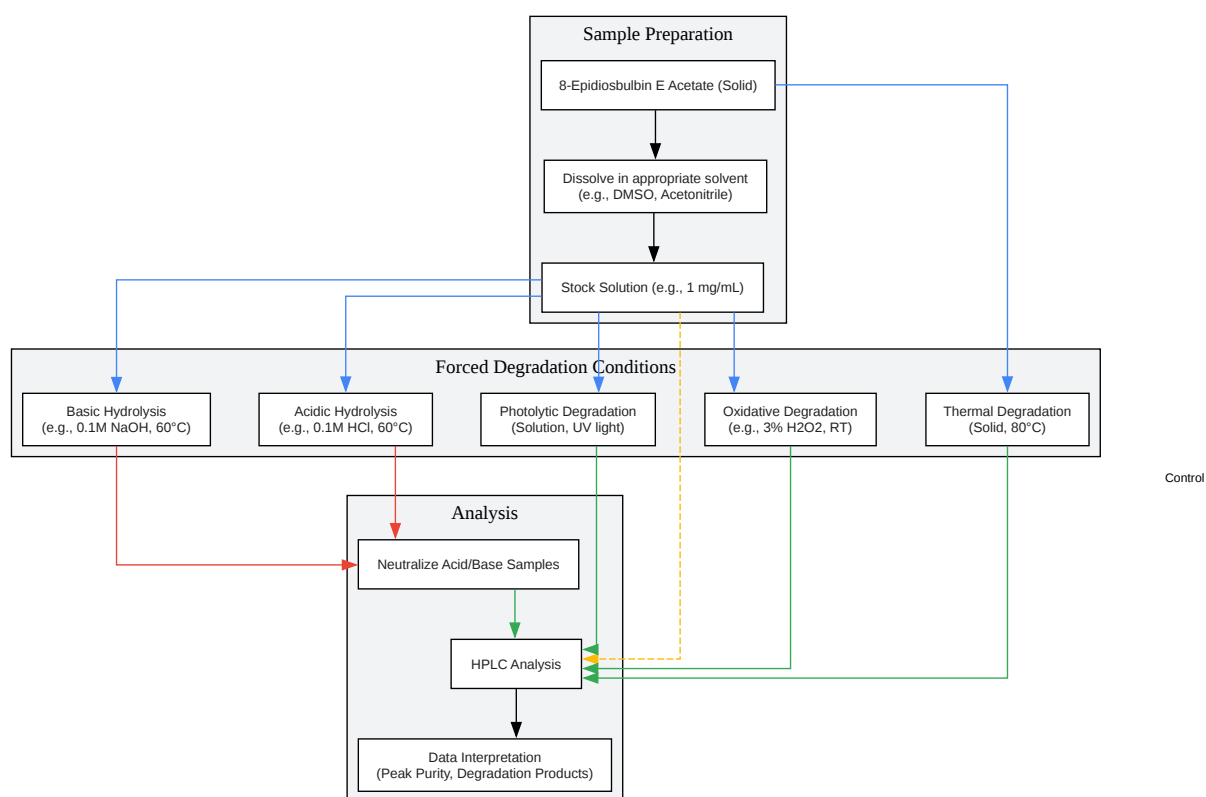 Sample Preparation
8-Epidiosbulbin E Acetate (Solid)
Dissolve in appropriate solvent
(e.g., DMSO, Acetonitrile)
Stock Solution (e.g., 1 mg/mL)
Forced Degradation Conditions
Basic Hydrolysis
(e.g., 0.1M NaOH, 60°C)
Acidic Hydrolysis
(e.g., 0.1M HCl, 60°C)
Photolytic Degradation
(Solution, UV light)
Oxidative Degradation
(e.g., 3% H2O2, RT)
Thermal Degradation
(Solid, 80°C)
Control
Analysis
Neutralize Acid/Base Samples
HPLC Analysis
Data Interpretation
(Peak Purity, Degradation Products)